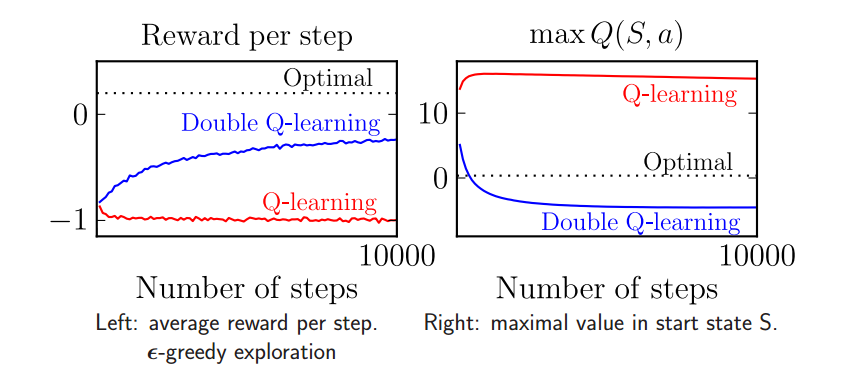 Reward per step
Optimal
0
Double Q-learning
Q-learning
−1
10000
Number of steps
Left: average reward per step.
ϵ-greedy exploration
max Q(S, a)
Q-learning
10
Optimal
0
Double Q-learning
10000
Number of steps
Right: maximal value in start state S.